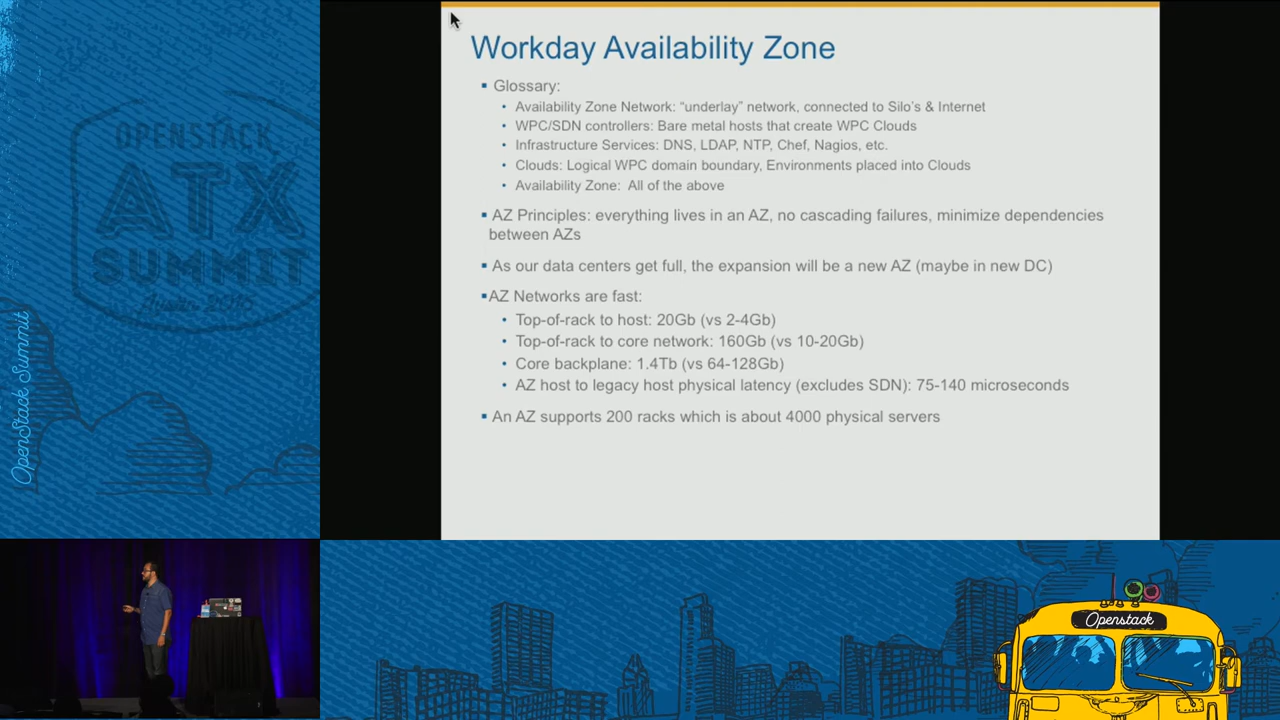 OPENSTACK
ATX
SUMMIT
Austin 2016
OpenStack Summit
Workday Availability Zone
▪ Glossary:
• Availability Zone Network: “underlay” network, connected to Silo’s & Internet
• WPC/SDN controllers: Bare metal hosts that create WPC Clouds
• Infrastructure Services: DNS, LDAP, NTP, Chef, Nagios, etc.
• Clouds: Logical WPC domain boundary, Environments placed into Clouds
• Availability Zone: All of the above
▪ AZ Principles: everything lives in an AZ, no cascading failures, minimize dependencies
between AZs
▪ As our data centers get full, the expansion will be a new AZ (maybe in new DC)
▪ AZ Networks are fast:
• Top-of-rack to host: 20Gb (vs 2-4Gb)
• Top-of-rack to core network: 160Gb (vs 10-20Gb)
• Core backplane: 1.4Tb (vs 64-128Gb)
• AZ host to legacy host physical latency (excludes SDN): 75-140 microseconds
▪ An AZ supports 200 racks which is about 4000 physical servers
Openstack